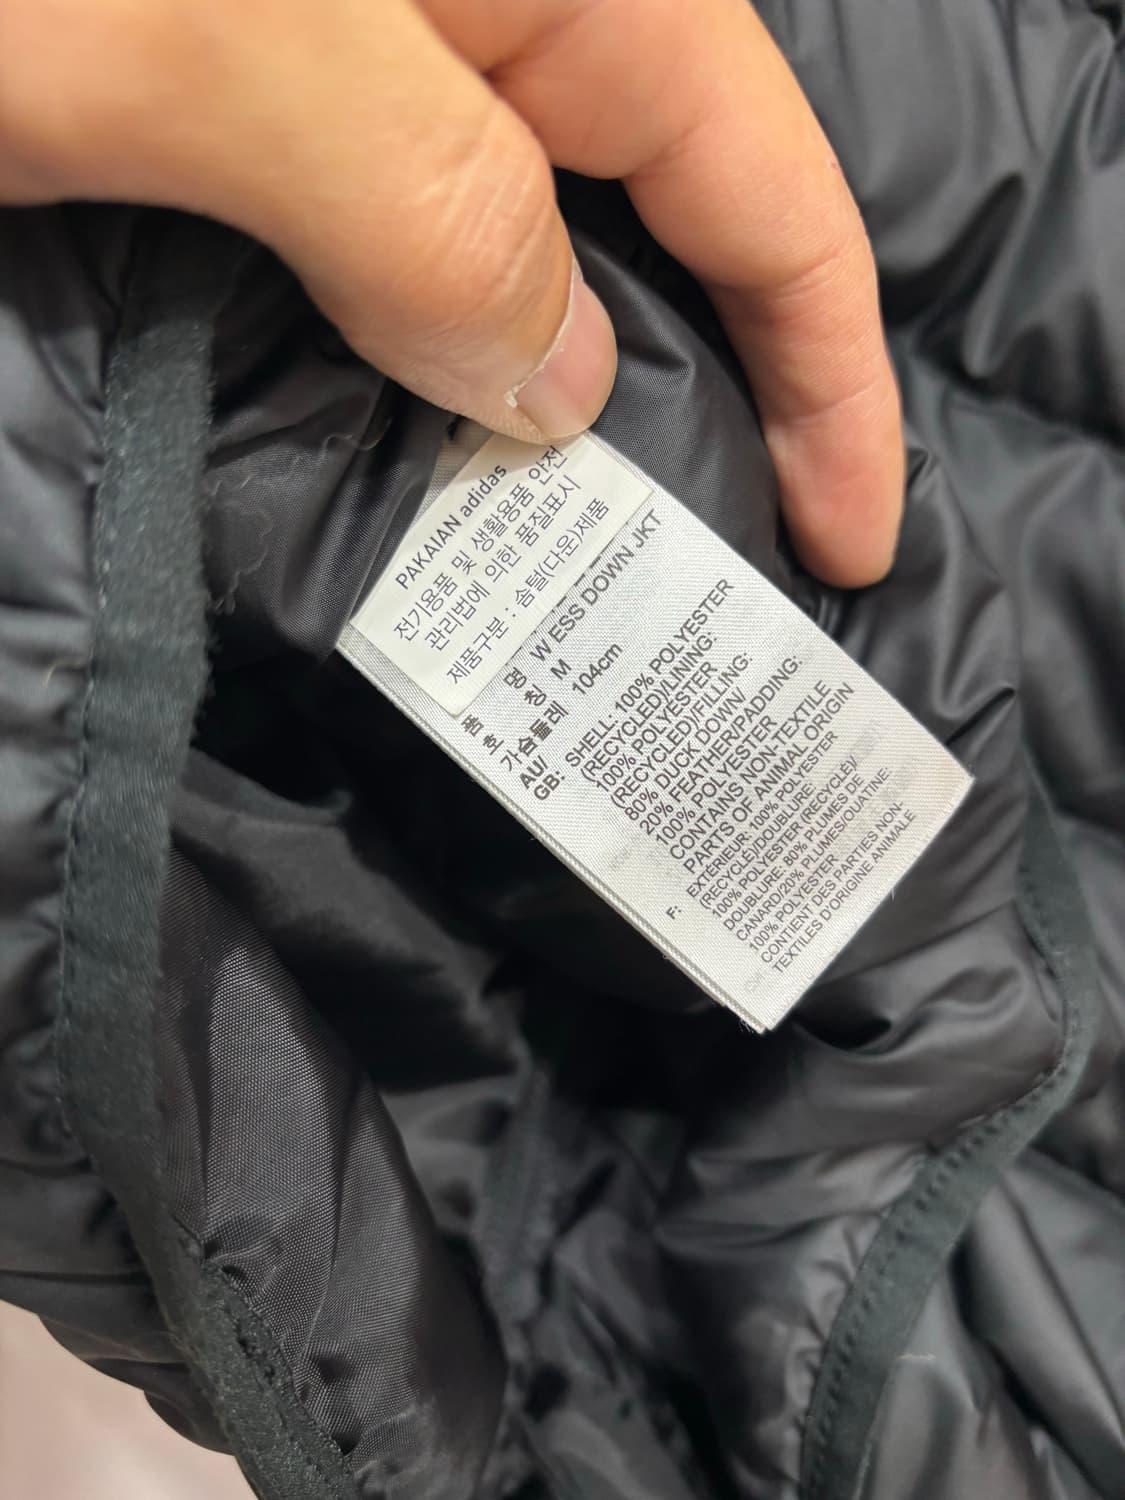 PAKAIAN adidas
전기용품 및 생활용품 안전
관리법에 의한 품질표시
제품구분 : 솜털(다운)제품
품 명 W ESS DOWN JKT
호 칭 M
가슴둘레 104cm
AU/
GB: SHELL: 100% POLYESTER
(RECYCLED)/LINING:
100% POLYESTER
(RECYCLED)/FILLING:
80% DUCK DOWN/
20% FEATHER/PADDING:
100% POLYESTER
CONTAINS NON-TEXTILE
PARTS OF ANIMAL ORIGIN
F: EXTÉRIEUR: 100% POLYESTER
(RECYCLÉ)/DOUBLURE:
100% POLYESTER (RECYCLÉ)/
DOUBLURE: 80% PLUMES DE
CANARD/20% PLUMES/OUATINE:
100% POLYESTER
CONTIENT DES PARTIES NON-
TEXTILES D'ORIGINE ANIMALE